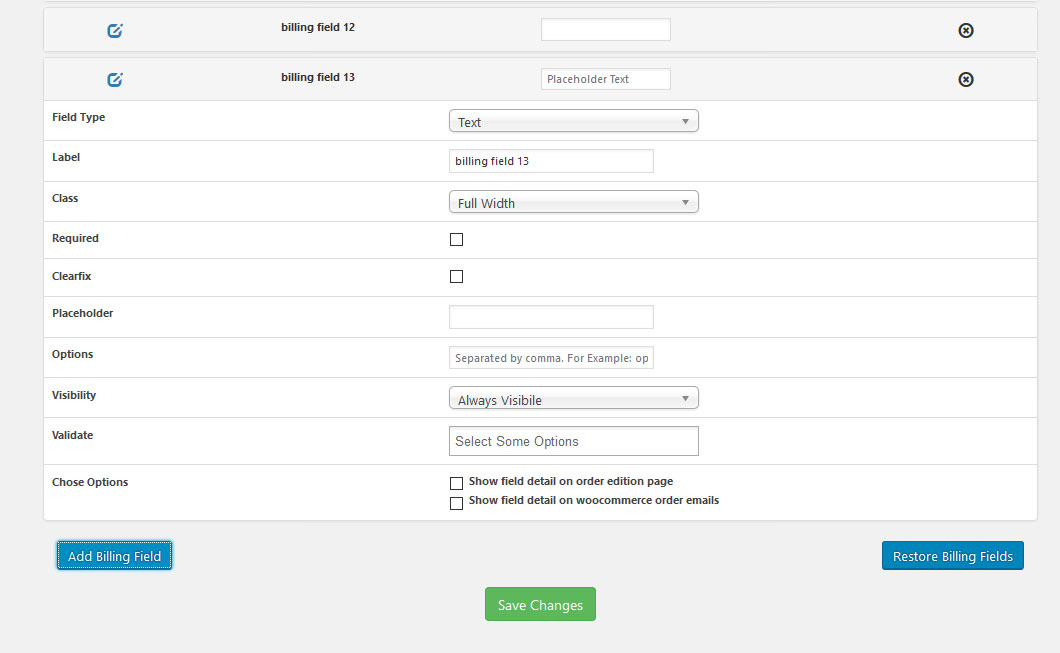 billing field 12
billing field 13
Placeholder Text
Field Type
Text
Label
billing field 13
Class
Full Width
Required
Clearfix
Placeholder
Options
Separated by comma. For Example: op
Visibility
Always Visibile
Validate
Select Some Options
Chose Options
Show field detail on order edition page
Show field detail on woocommerce order emails
Add Billing Field
Restore Billing Fields
Save Changes